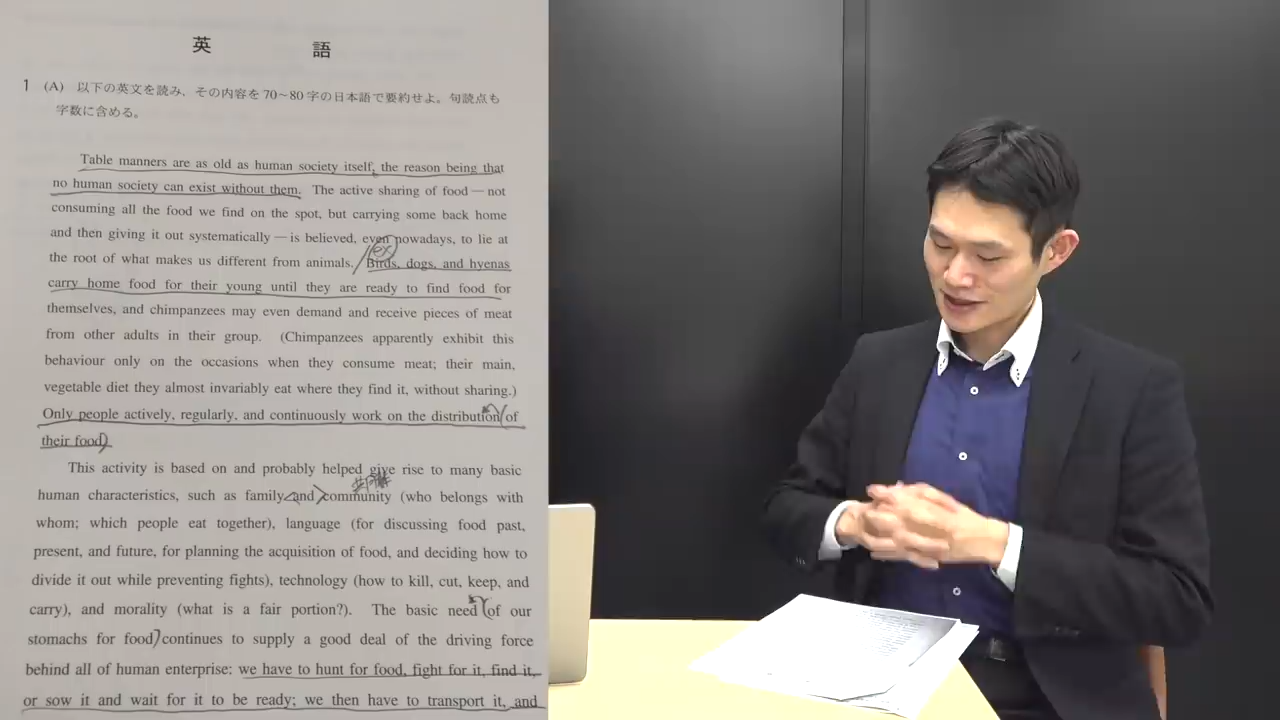 英 語
1 (A) 以下の英文を読み、その内容を 70~80 字の日本語で要約せよ。句読点も
字数に含める。
Table manners are as old as human society itself, the reason being that
no human society can exist without them. The active sharing of food — not
consuming all the food we find on the spot, but carrying some back home
and then giving it out systematically — is believed, even nowadays, to lie at
ex
the root of what makes us different from animals. Birds, dogs, and hyenas
carry home food for their young until they are ready to find food for
themselves, and chimpanzees may even demand and receive pieces of meat
from other adults in their group. (Chimpanzees apparently exhibit this
behaviour only on the occasions when they consume meat; their main,
vegetable diet they almost invariably eat where they find it, without sharing.)
Only people actively, regularly, and continuously work on the distribution of
their food.
This activity is based on and probably helped give rise to many basic
human characteristics, such as family and community (who belongs with
whom; which people eat together), language (for discussing food past,
present, and future, for planning the acquisition of food, and deciding how to
divide it out while preventing fights), technology (how to kill, cut, keep, and
carry), and morality (what is a fair portion?). The basic need of our
stomachs for food continues to supply a good deal of the driving force
behind all of human enterprise: we have to hunt for food, fight for it, find it,
or sow it and wait for it to be ready; we then have to transport it, and